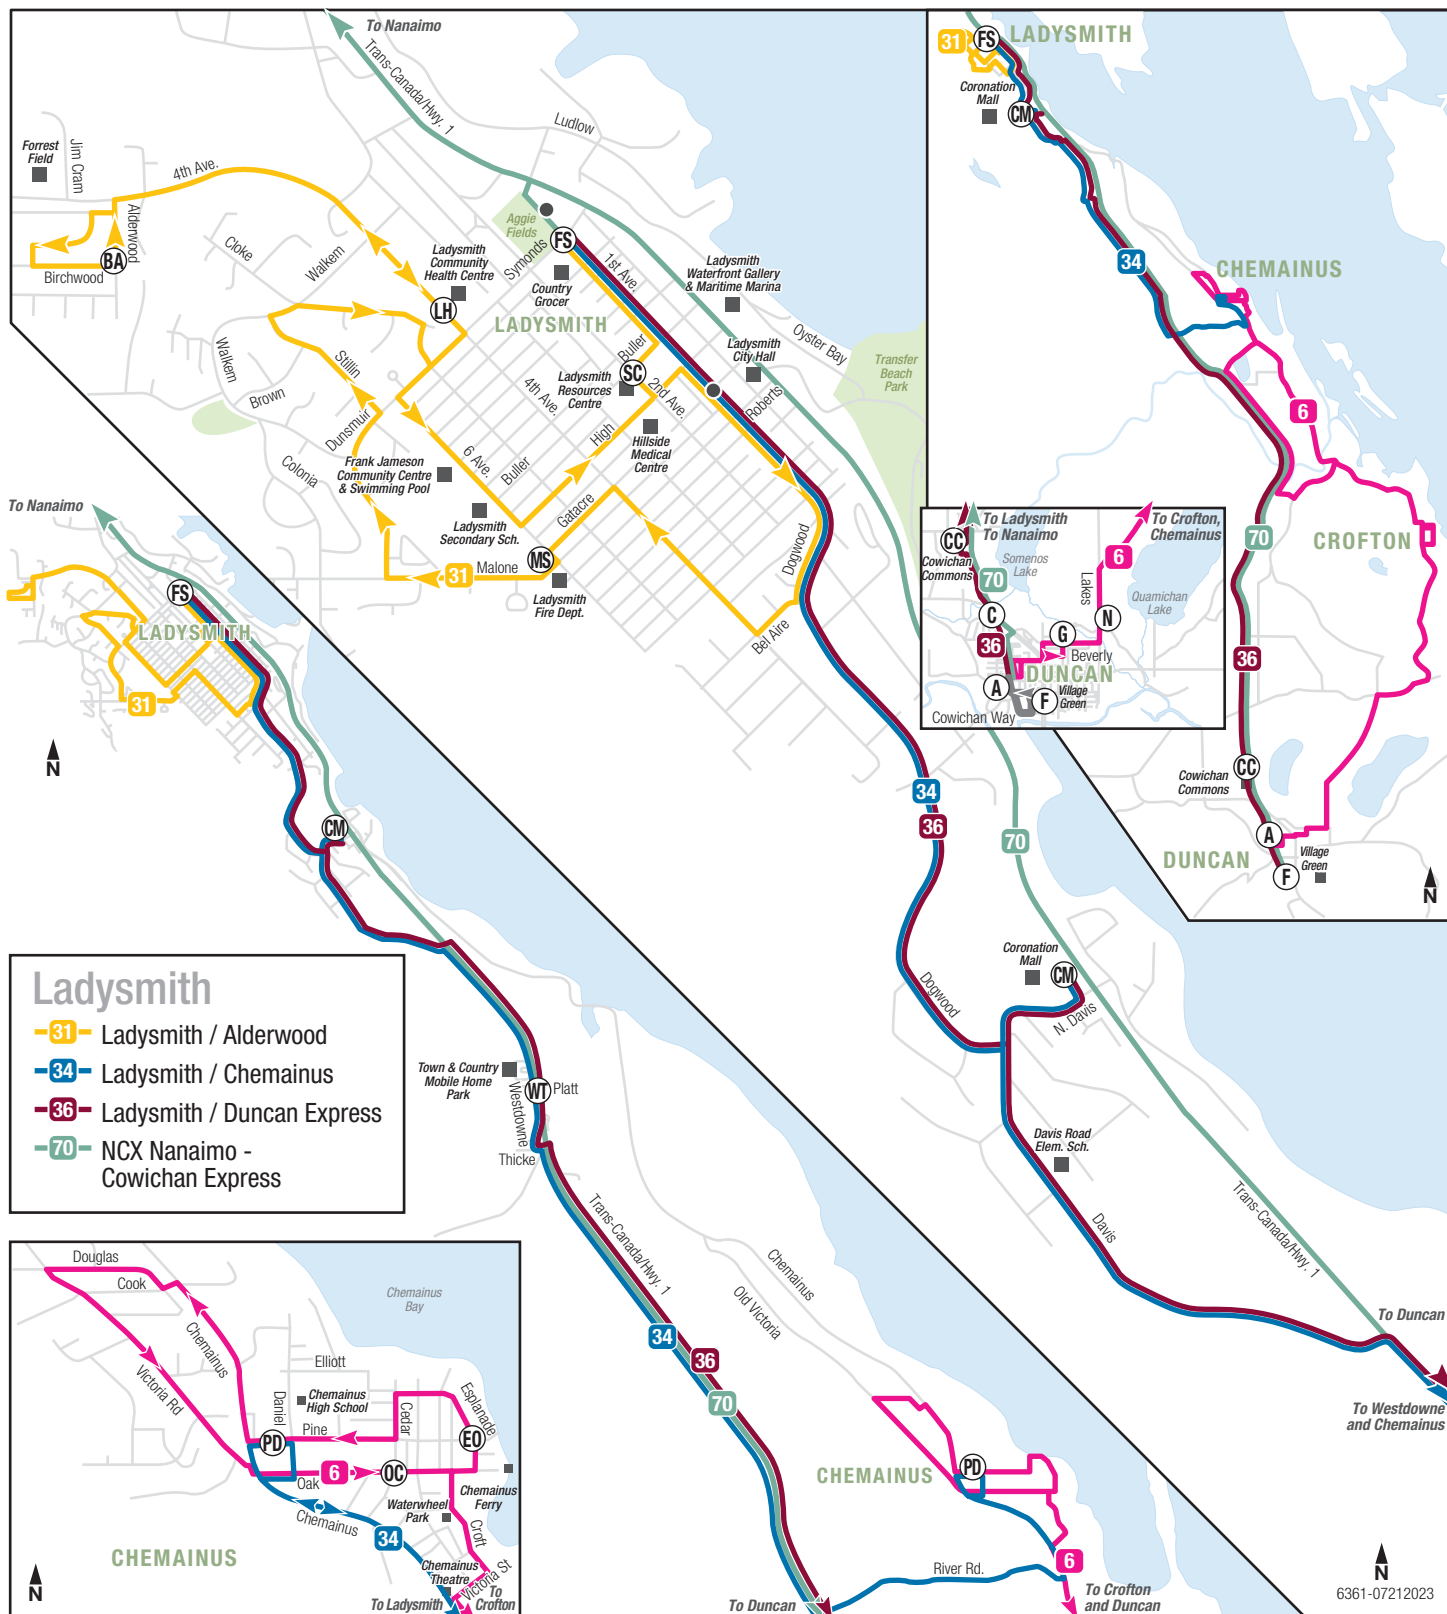 To Nanaimo
Trans-Canada/Hwy. 1
Ludlow
Forrest
Field
Jim Cram
4th Ave.
Alderwood
BA
Birchwood
Cloke
Walkem
Ladysmith
Community
Health Centre
LH
Symonds
Aggie
Fields
FS
Country
Grocer
1st Ave.
LADYSMITH
Ladysmith
Waterfront Gallery
& Maritime Marina
Oyster Bay
Transfer
Beach
Park
Ladysmith
City Hall
Roberts
Buller
SC
Ladysmith
Resources
Centre
2nd Ave.
4th Ave.
High
Hillside
Medical
Centre
Walkem
Stillin
Brown
Dunsmuir
Colonia
Frank Jameson
Community Centre
& Swimming Pool
6 Ave.
Buller
Gatacre
Ladysmith
Secondary Sch.
MS
Malone
31
Ladysmith
Fire Dept.
Dogwood
Bel Aire
34
36
70
Dogwood
Coronation
Mall
CM
N. Davis
Davis Road
Elem. Sch.
Davis
Trans-Canada/Hwy. 1
To Duncan
To Westdowne
and Chemainus
31
FS
LADYSMITH
Coronation
Mall
CM
34
CHEMAINUS
6
70
CROFTON
36
CC
Cowichan
Commons
A
DUNCAN
Village
Green
F
N
To Ladysmith
To Nanaimo
To Crofton,
Chemainus
CC
Cowichan
Commons
Somenos
Lake
70
6
Lakes
Quamichan
Lake
C
G
N
36
Beverly
DUNCAN
A
F
Village
Green
Cowichan Way
To Nanaimo
FS
LADYSMITH
31
N
CM
Town & Country
Mobile Home
Park
WT
Platt
Westdowne
Thicke
Trans-Canada/Hwy. 1
Chemainus
Old Victoria
34
36
70
CHEMAINUS
PD
River Rd.
6
To Duncan
To Crofton
and Duncan
N
6361-07212023
Ladysmith
31 Ladysmith / Alderwood
34 Ladysmith / Chemainus
36 Ladysmith / Duncan Express
70 NCX Nanaimo -
Cowichan Express
Douglas
Cook
Chemainus
Bay
Chemainus
Victoria Rd
Elliott
Daniel
Chemainus
High School
Pine
Cedar
Esplanade
PD
EO
6
OC
Oak
Chemainus
Waterwheel
Park
Chemainus
Ferry
Croft
34
CHEMAINUS
Chemainus
Theatre
Victoria St
To Ladysmith
To
Crofton
N